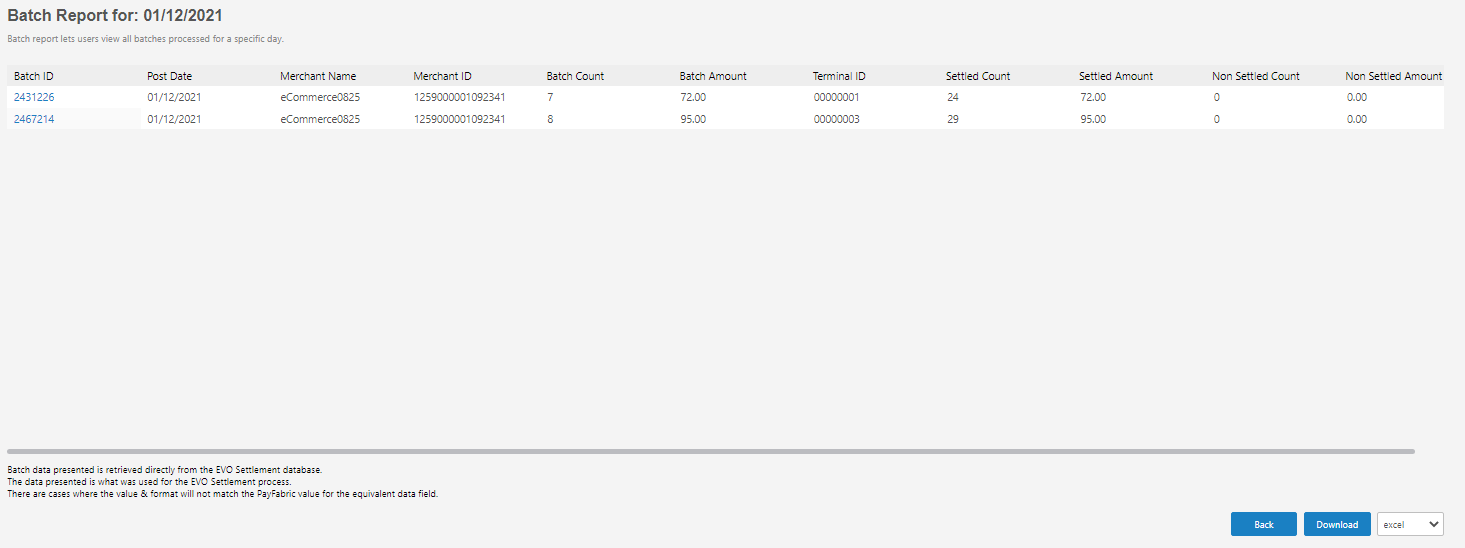 Batch Report for: 01/12/2021
Batch report lets users view all batches processed for a specific day.
Batch ID Post Date Merchant Name Merchant ID Batch Count Batch Amount Terminal ID Settled Count Settled Amount Non Settled Count Non Settled Amount
2431226 01/12/2021 eCommerce0825 1259000001092341 7 72.00 00000001 24 72.00 0 0.00
2467214 01/12/2021 eCommerce0825 1259000001092341 8 95.00 00000003 29 95.00 0 0.00
Batch data presented is retrieved directly from the EVO Settlement database.
The data presented is what was used for the EVO Settlement process.
There are cases where the value & format will not match the PayFabric value for the equivalent data field.
Back Download excel